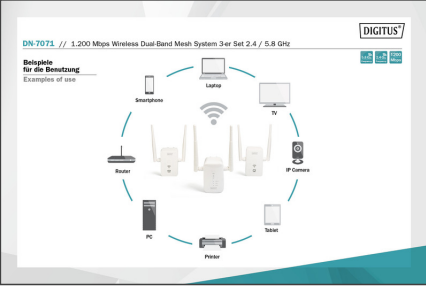 DIGITUS®
DN-7071 // 1.200 Mbps Wireless Dual-Band Mesh System 3-er Set 2.4 / 5.8 GHz
Beispiele
für die Benutzung
Examples of use
Laptop
Smartphone
TV
Router
IP Camera
PC
Tablet
Printer